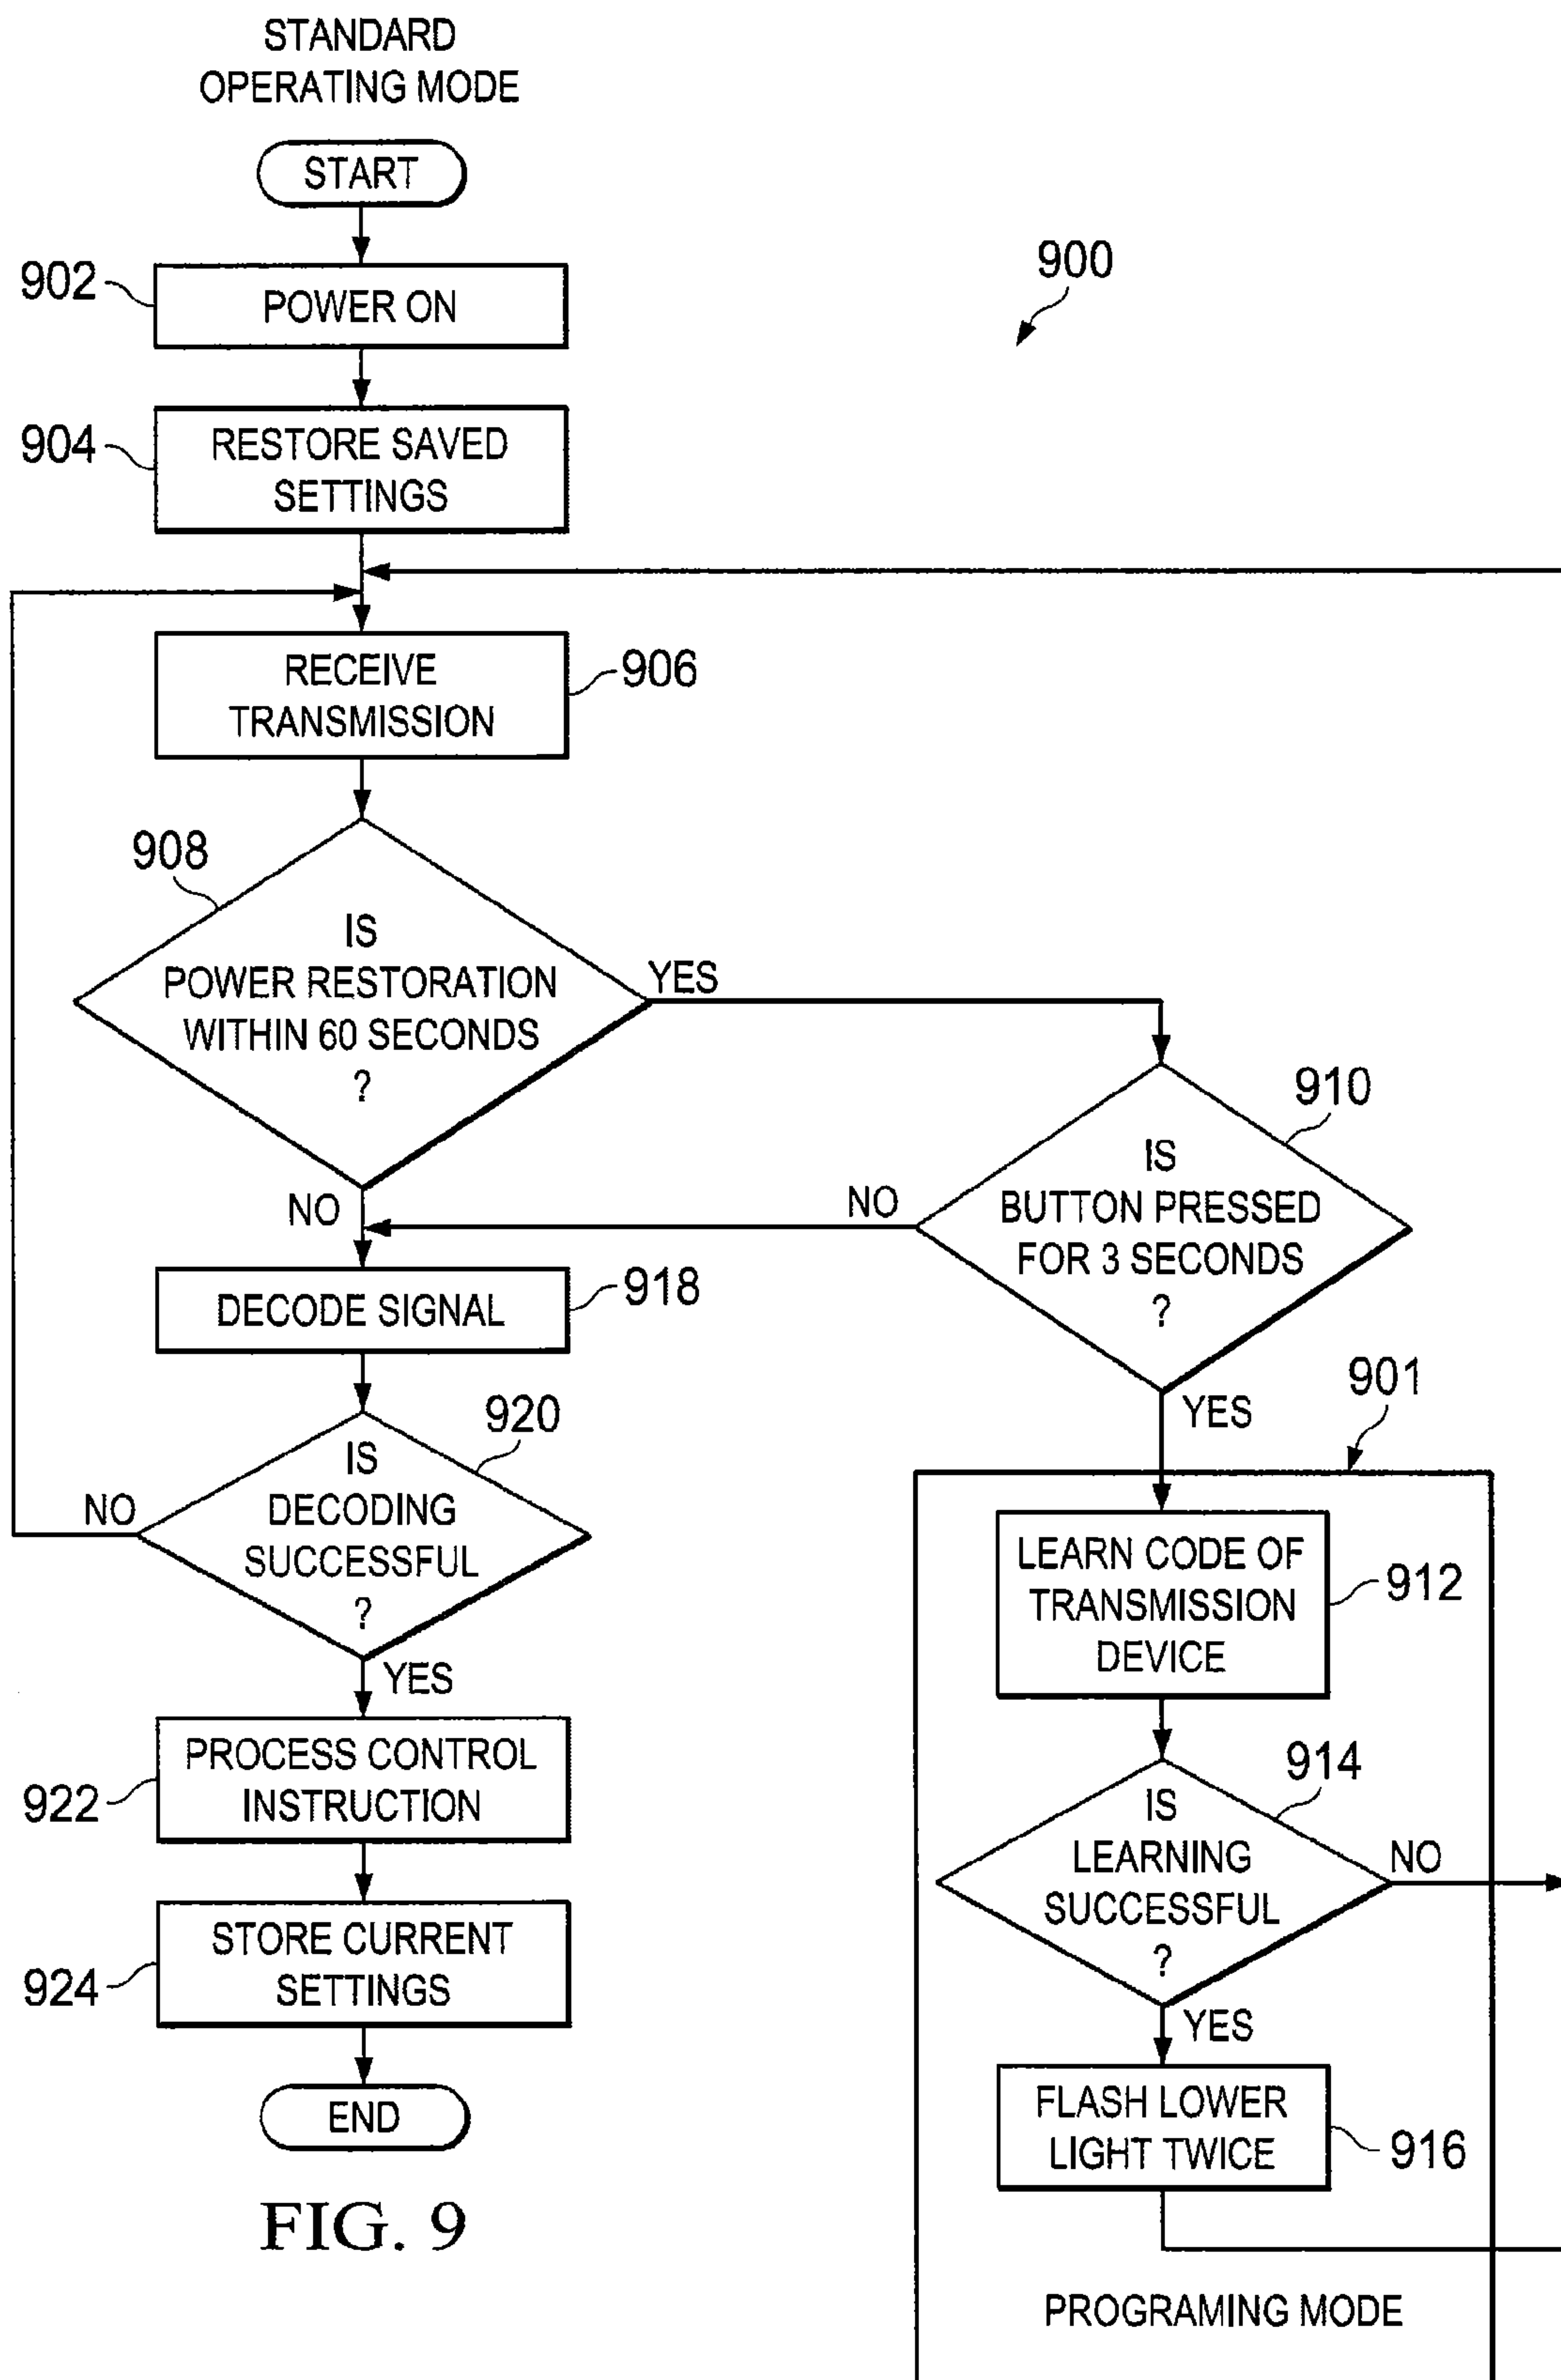 STANDARD
OPERATING MODE
START
900
902
POWER ON
904
RESTORE SAVED
SETTINGS
RECEIVE
TRANSMISSION
906
908
IS
POWER RESTORATION
WITHIN 60 SECONDS
?
YES
NO
910
IS
BUTTON PRESSED
FOR 3 SECONDS
?
NO
YES
901
DECODE SIGNAL
918
920
IS
DECODING
SUCCESSFUL
?
NO
YES
LEARN CODE OF
TRANSMISSION
DEVICE
912
922
PROCESS CONTROL
INSTRUCTION
914
IS
LEARNING
SUCCESSFUL
?
NO
YES
924
STORE CURRENT
SETTINGS
END
FLASH LOWER
LIGHT TWICE
916
FIG. 9
PROGRAMING MODE